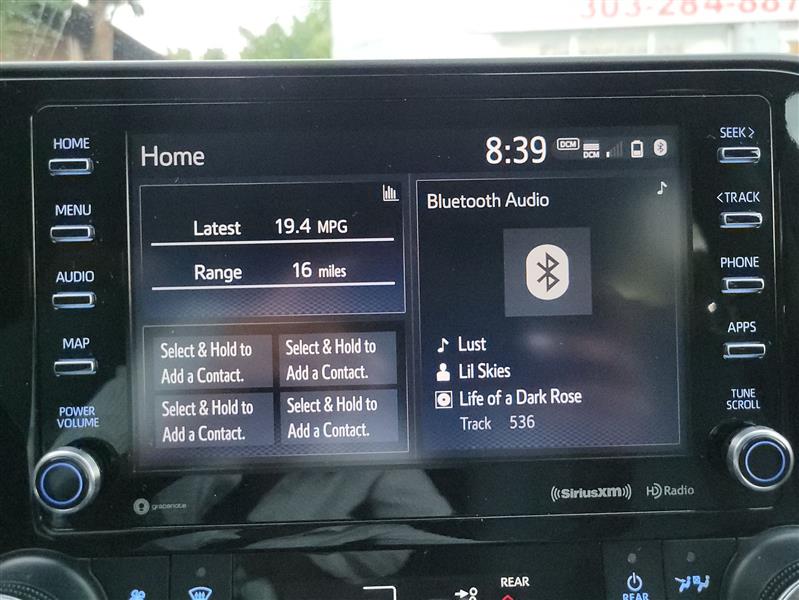 303-284-887
HOME
MENU
AUDIO
MAP
POWER
VOLUME
Home
8:39
DCM
DCM
Latest 19.4 MPG
Range 16 miles
Select & Hold to
Add a Contact.
Select & Hold to
Add a Contact.
Select & Hold to
Add a Contact.
Select & Hold to
Add a Contact.
Bluetooth Audio
Lust
Lil Skies
Life of a Dark Rose
Track 536
SEEK >
< TRACK
PHONE
APPS
TUNE
SCROLL
gracenote
((SiriusXM))
HD Radio
REAR
REAR